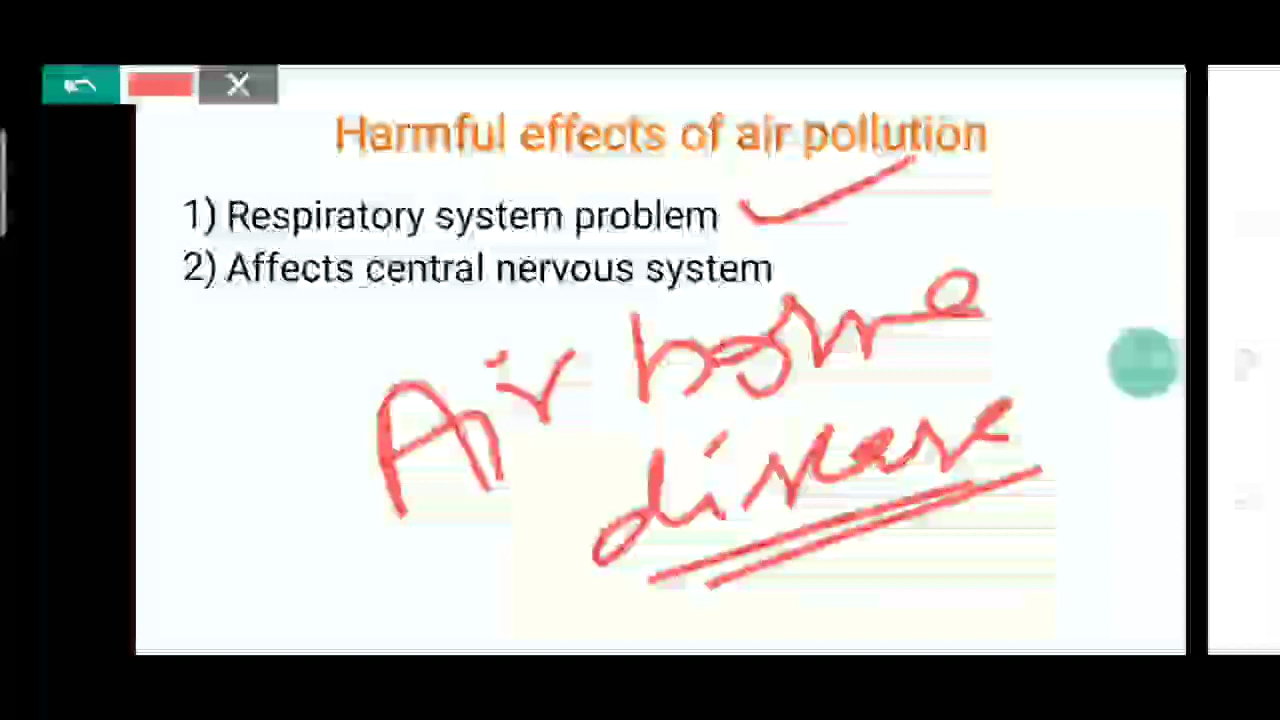 Harmful effects of air pollution
1) Respiratory system problem
2) Affects central nervous system
Air borne
disease